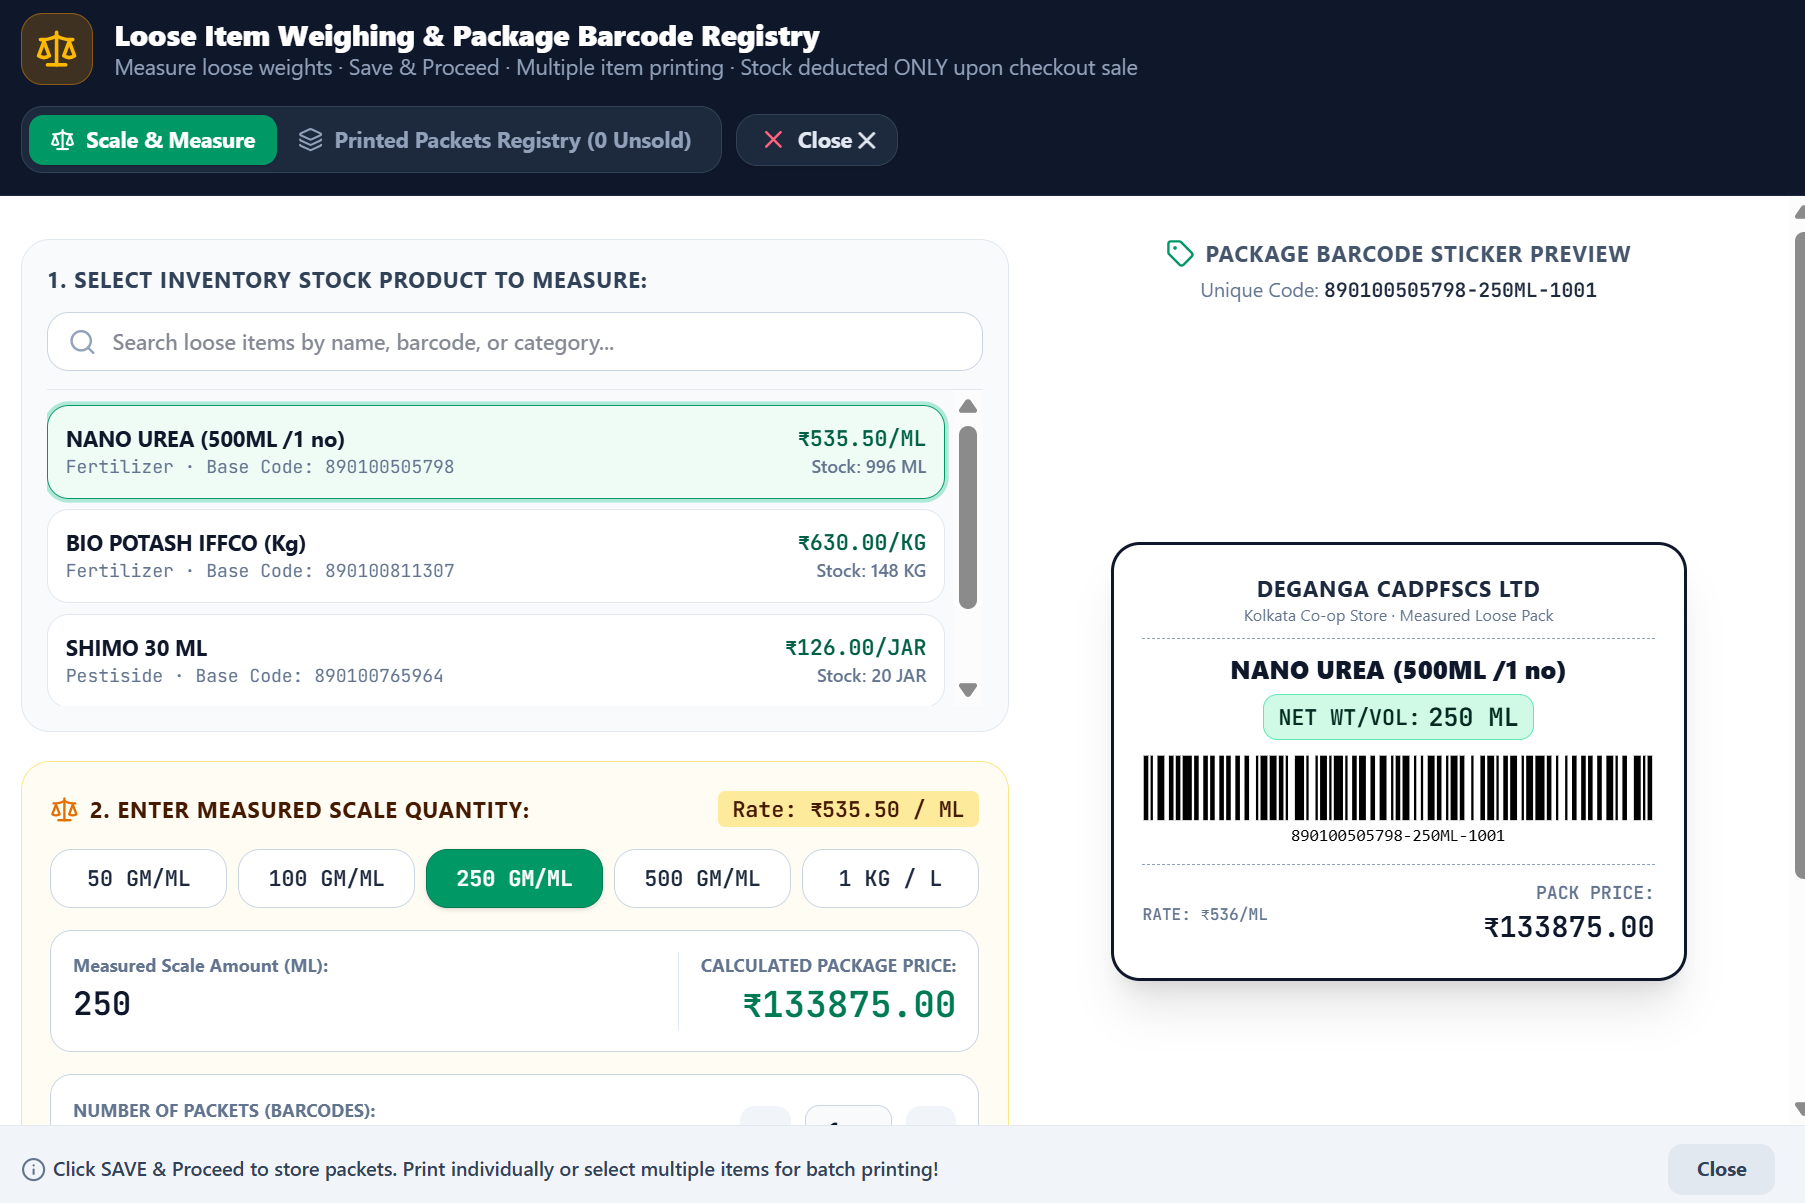 Loose Item Weighing & Package Barcode Registry
Measure loose weights · Save & Proceed · Multiple item printing · Stock deducted ONLY upon checkout sale
Scale & Measure
Printed Packets Registry (0 Unsold)
Close
1. SELECT INVENTORY STOCK PRODUCT TO MEASURE:
Search loose items by name, barcode, or category...
NANO UREA (500ML /1 no) ₹535.50/ML
Fertilizer · Base Code: 890100505798 Stock: 996 ML
BIO POTASH IFFCO (Kg) ₹630.00/KG
Fertilizer · Base Code: 890100811307 Stock: 148 KG
SHIMO 30 ML ₹126.00/JAR
Pestiside · Base Code: 890100765964 Stock: 20 JAR
2. ENTER MEASURED SCALE QUANTITY: Rate: ₹535.50 / ML
50 GM/ML 100 GM/ML 250 GM/ML 500 GM/ML 1 KG / L
Measured Scale Amount (ML): CALCULATED PACKAGE PRICE:
250 ₹133875.00
NUMBER OF PACKETS (BARCODES):
PACKAGE BARCODE STICKER PREVIEW
Unique Code: 890100505798-250ML-1001
DEGANGA CADPFSCS LTD
Kolkata Co-op Store · Measured Loose Pack
NANO UREA (500ML /1 no)
NET WT/VOL: 250 ML
890100505798-250ML-1001
PACK PRICE:
RATE: ₹536/ML ₹133875.00
Click SAVE & Proceed to store packets. Print individually or select multiple items for batch printing!
Close